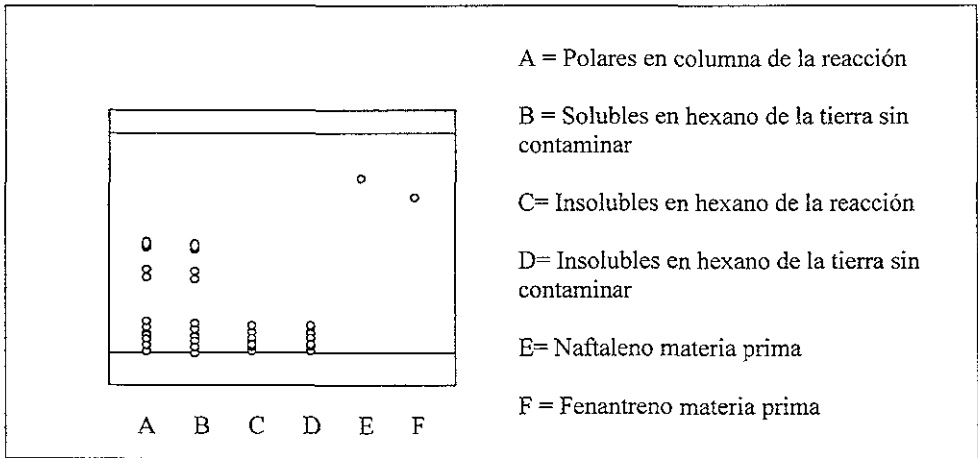 A = Polares en columna de la reacción
B = Solubles en hexano de la tierra sin
contaminar
C= Insolubles en hexano de la reacción
D= Insolubles en hexano de la tierra sin
contaminar
E= Naftaleno materia prima
F = Fenantreno materia prima
A B C D E F